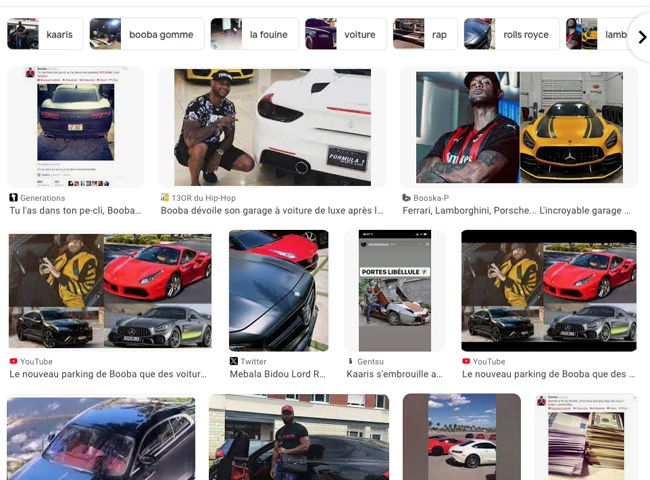 kaaris
booba gomme
la fouine
voiture
rap
rolls royce
lamb
Generations
Tu l'as dans ton pe-cli, Booba...
FORMULA 1
13OR du Hip-Hop
Booba dévoile son garage à voiture de luxe après l...
Booska-P
Ferrari, Lamborghini, Porsche... L'incroyable garage ...
YouTube
Le nouveau parking de Booba que des voitur...
Twitter
Mebala Bidou Lord R...
PORTES LIBÉLLULE
Gentsu
Kaaris s'embrouille a...
YouTube
Le nouveau parking de Booba que des ...